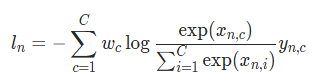 $l_n = -\sum_{c=1}^{C} w_c \log \frac{\exp(x_{n,c})}{\sum_{i=1}^{C} \exp(x_{n,i})} y_{n,c}$